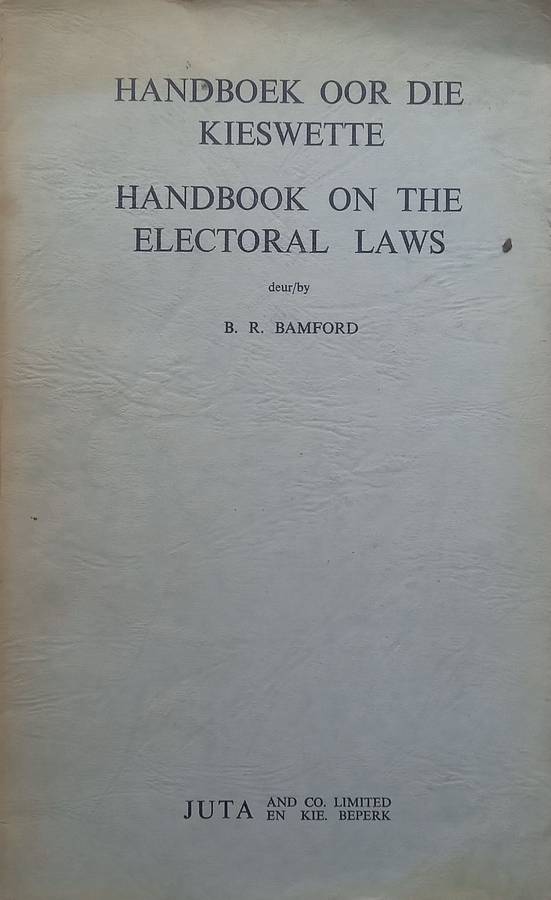 HANDBOEK OOR DIE
KIESWETTE
HANDBOOK ON THE
ELECTORAL LAWS
deur/by
B. R. BAMFORD
JUTA AND CO. LIMITED
EN KIE. BEPERK